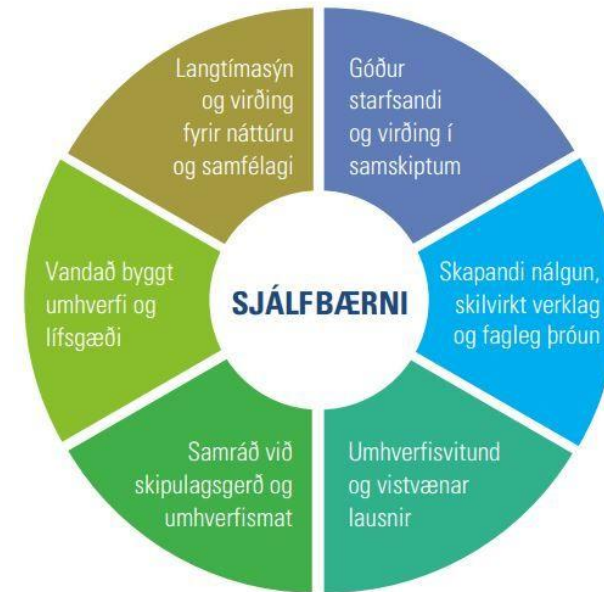 Langtímasýn
og virðing
fyrir náttúru
og samfélagi
Góður
starfsandi
og virðing í
samskiptum
Vandað byggt
umhverfi og
lífsgæði
SJÁLFBÆRNI
Skapandi nálgun,
skilvirkt verklag
og fagleg þróun
Samráð við
skipulagsgerð og
umhverfismat
Umhverfisvitund
og vistvænar
lausnir